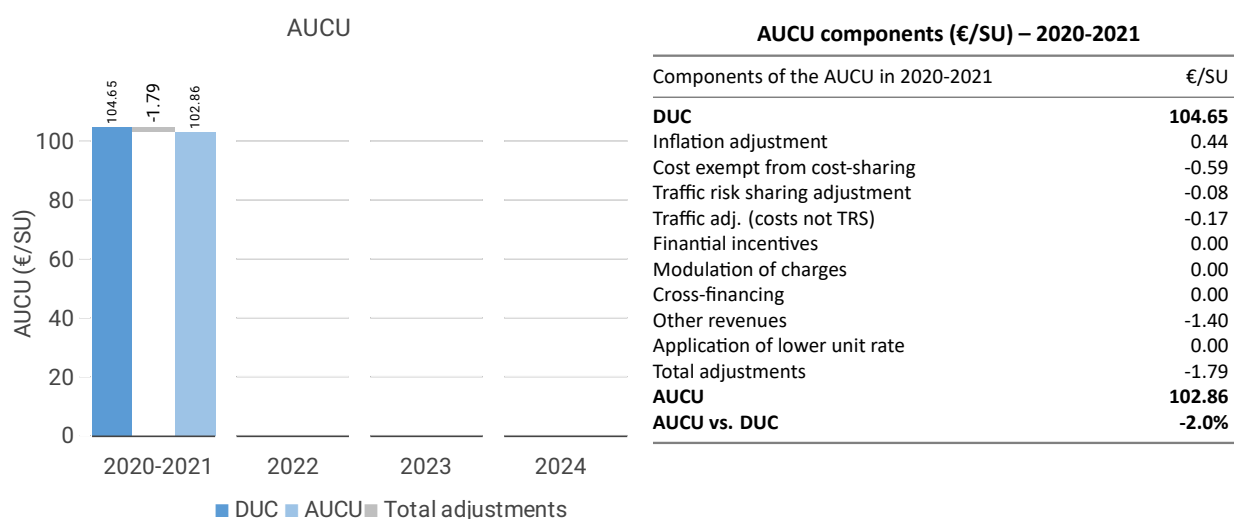 AUCU
AUCU (€/SU)
100
80
60
40
20
0
104.65
-1.79
102.86
2020-2021
2022
2023
2024
DUC AUCU Total adjustments
AUCU components (€/SU) – 2020-2021
Components of the AUCU in 2020-2021 €/SU
DUC 104.65
Inflation adjustment 0.44
Cost exempt from cost-sharing -0.59
Traffic risk sharing adjustment -0.08
Traffic adj. (costs not TRS) -0.17
Finantial incentives 0.00
Modulation of charges 0.00
Cross-financing 0.00
Other revenues -1.40
Application of lower unit rate 0.00
Total adjustments -1.79
AUCU 102.86
AUCU vs. DUC -2.0%